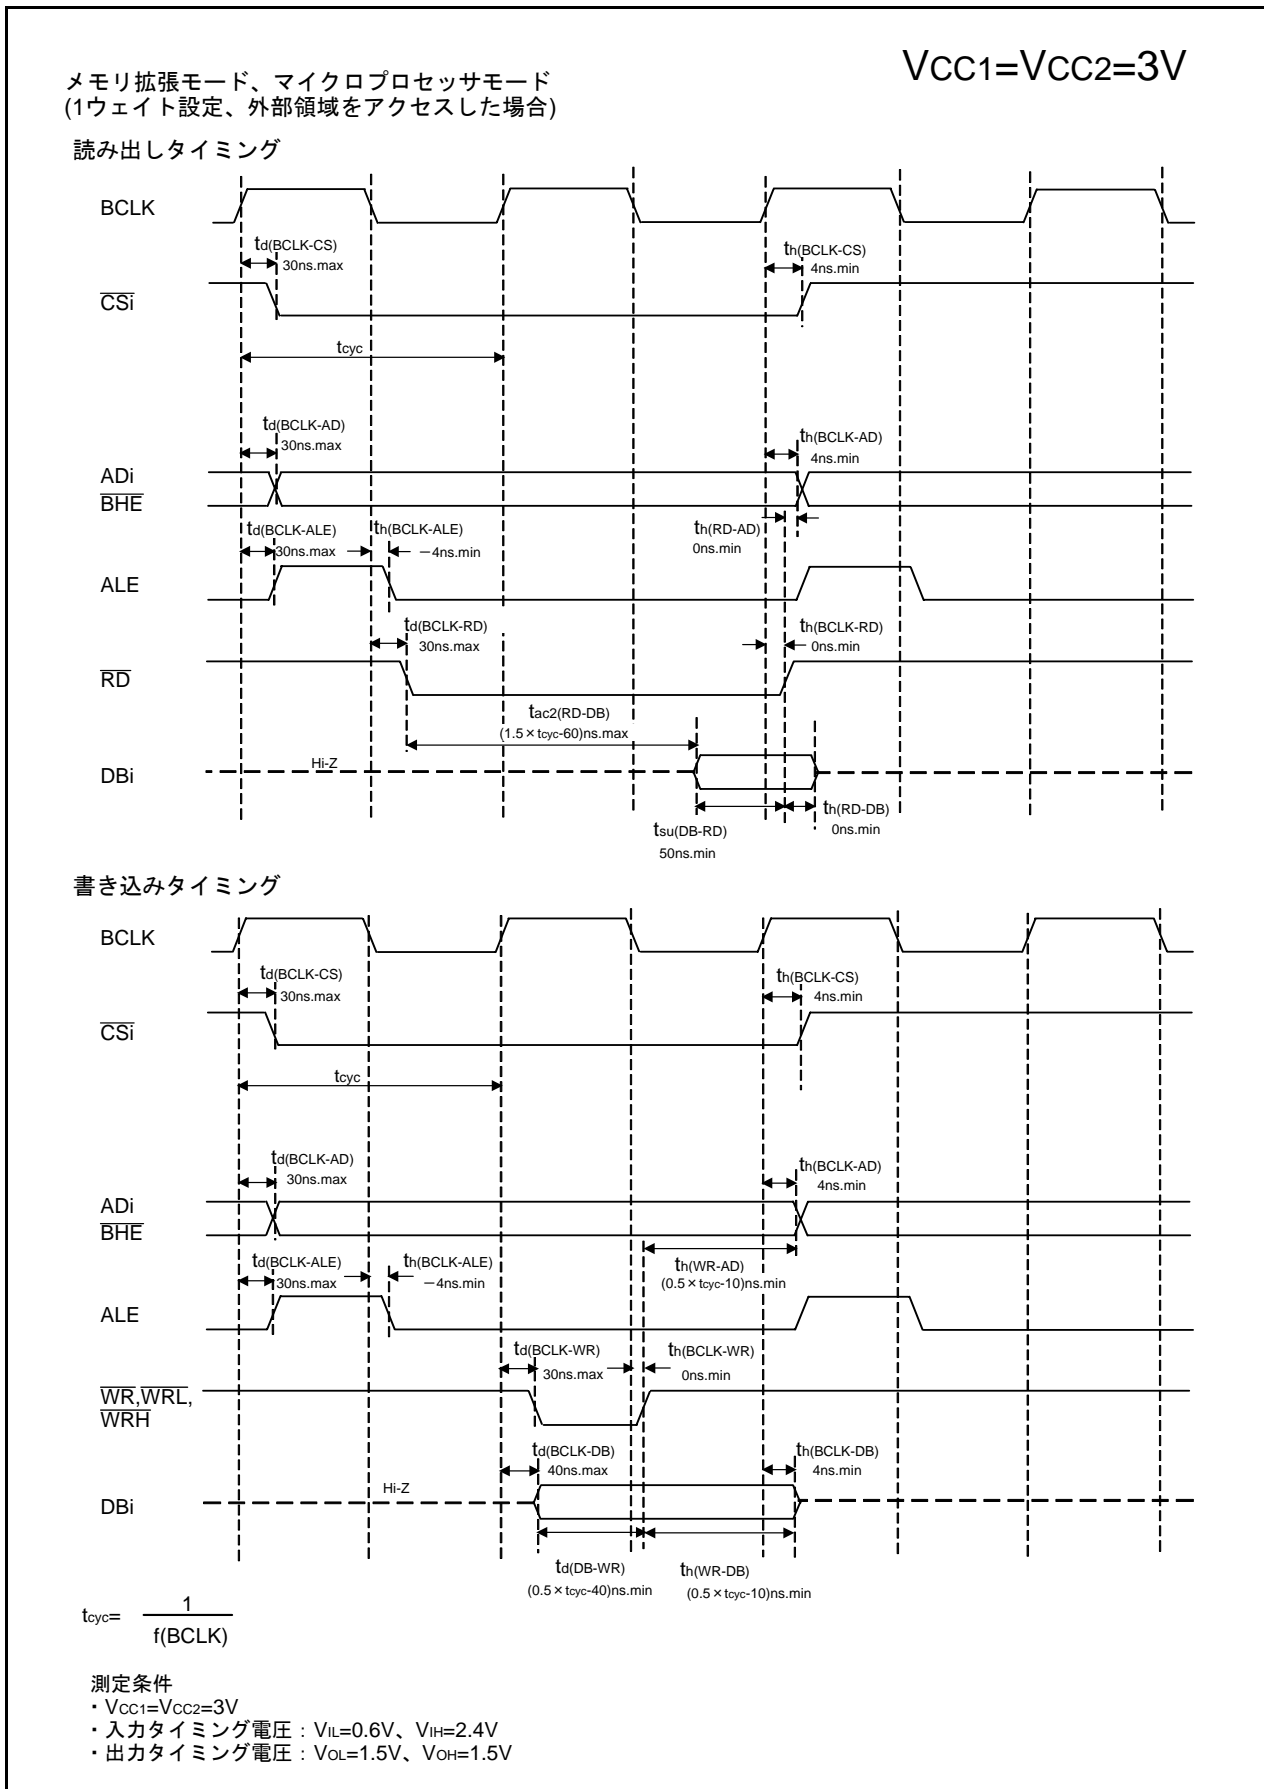 VCC1=VCC2=3V
メモリ拡張モード、マイクロプロセッサモード
(1ウェイト設定、外部領域をアクセスした場合)
読み出しタイミング
BCLK
td(BCLK-CS)
30ns.max
th(BCLK-CS)
4ns.min
CSi
tcyc
td(BCLK-AD)
30ns.max
th(BCLK-AD)
4ns.min
ADi
BHE
td(BCLK-ALE)
30ns.max
th(BCLK-ALE)
-4ns.min
th(RD-AD)
0ns.min
ALE
td(BCLK-RD)
30ns.max
th(BCLK-RD)
0ns.min
RD
tac2(RD-DB)
(1.5×tcyc-60)ns.max
DBi
Hi-Z
tsu(DB-RD)
50ns.min
th(RD-DB)
0ns.min
書き込みタイミング
BCLK
td(BCLK-CS)
30ns.max
th(BCLK-CS)
4ns.min
CSi
tcyc
td(BCLK-AD)
30ns.max
th(BCLK-AD)
4ns.min
ADi
BHE
td(BCLK-ALE)
30ns.max
th(BCLK-ALE)
-4ns.min
th(WR-AD)
(0.5×tcyc-10)ns.min
ALE
td(BCLK-WR)
30ns.max
th(BCLK-WR)
0ns.min
WR,WRL,
WRH
td(BCLK-DB)
40ns.max
th(BCLK-DB)
4ns.min
DBi
Hi-Z
td(DB-WR)
(0.5×tcyc-40)ns.min
th(WR-DB)
(0.5×tcyc-10)ns.min
tcyc= 1
f(BCLK)
測定条件
・VCC1=VCC2=3V
・入力タイミング電圧：VIL=0.6V、VIH=2.4V
・出力タイミング電圧：VOL=1.5V、VOH=1.5V